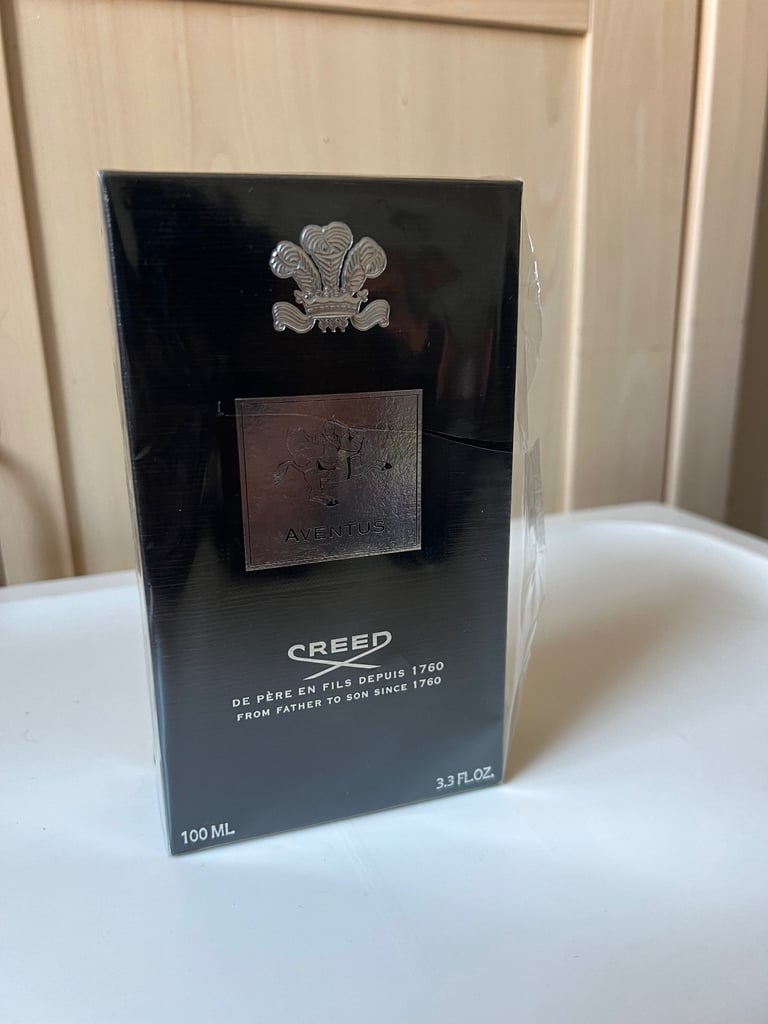 AVENTUS
CREED
DE PÈRE EN FILS DEPUIS 1760
FROM FATHER TO SON SINCE 1760
100 ML
3.3 FL.OZ.